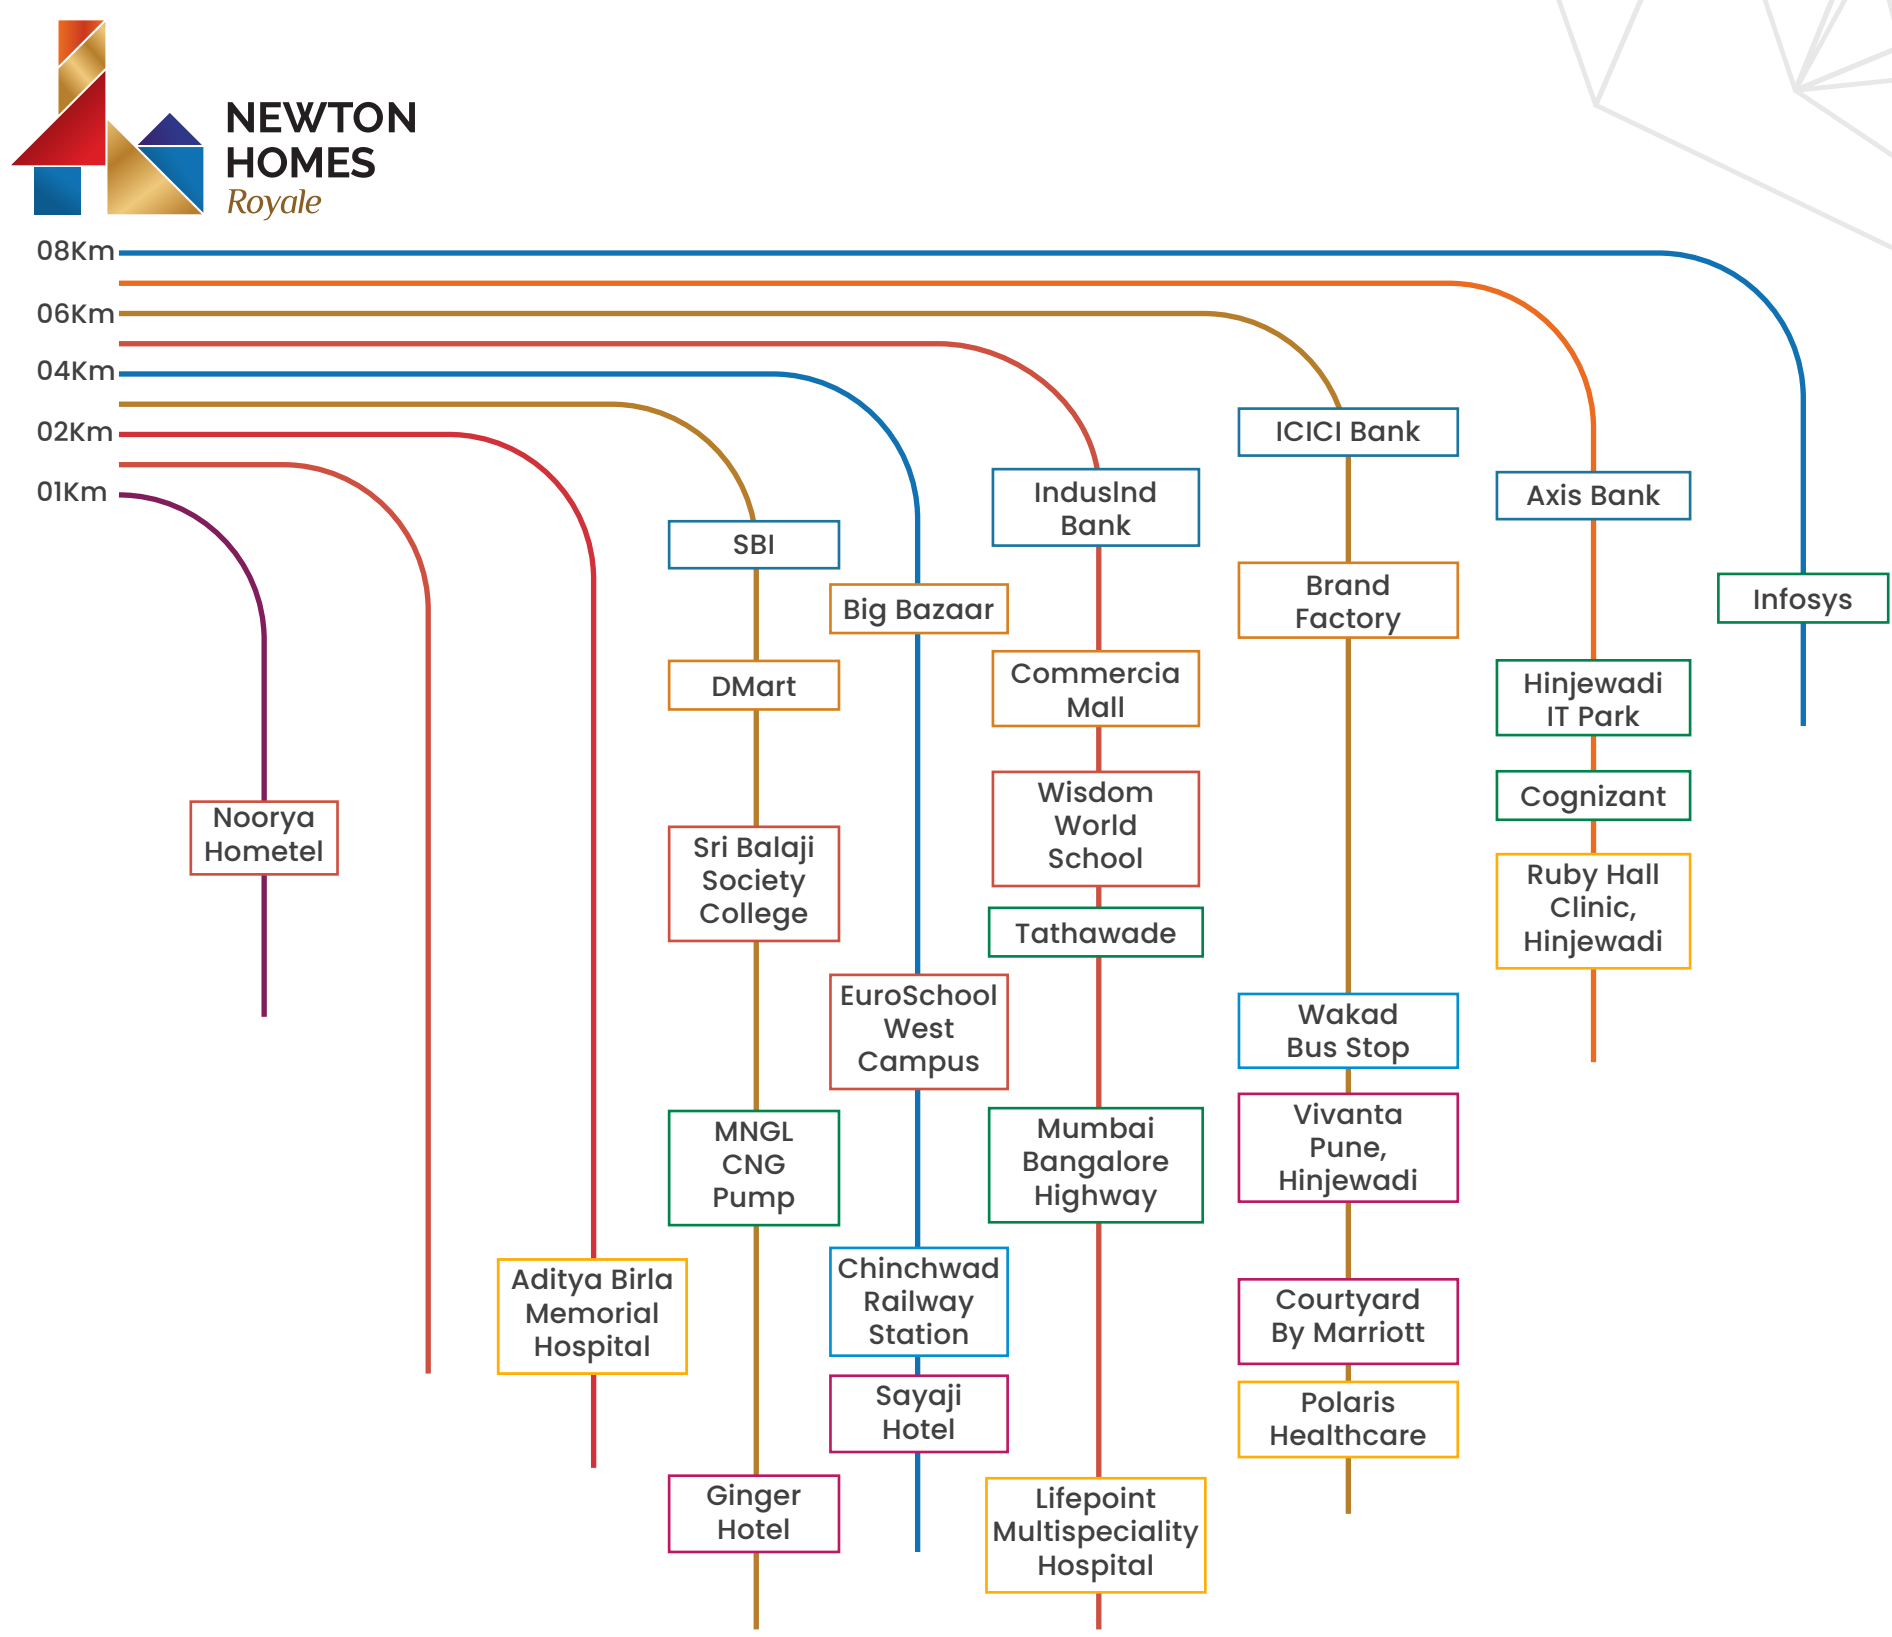 NEWTON
HOMES
Royale
08Km
06Km
04Km
02Km
01Km
Noorya
Hometel
Aditya Birla
Memorial
Hospital
SBI
DMart
Sri Balaji
Society
College
MNGL
CNG
Pump
Ginger
Hotel
Big Bazaar
EuroSchool
West
Campus
Chinchwad
Railway
Station
Sayaji
Hotel
IndusInd
Bank
Commercia
Mall
Wisdom
World
School
Tathawade
Mumbai
Bangalore
Highway
Lifepoint
Multispeciality
Hospital
ICICI Bank
Brand
Factory
Wakad
Bus Stop
Vivanta
Pune,
Hinjewadi
Courtyard
By Marriott
Polaris
Healthcare
Axis Bank
Hinjewadi
IT Park
Cognizant
Ruby Hall
Clinic,
Hinjewadi
Infosys